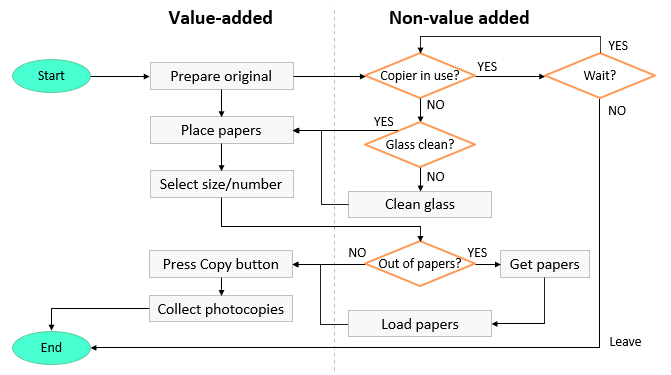 Value-added
Non-value added
YES
Start
Prepare original
Copier in use?
YES
Wait?
NO
NO
YES
Place papers
Glass clean?
NO
Select size/number
Clean glass
NO
YES
Press Copy button
Out of papers?
Get papers
Collect photocopies
Load papers
Leave
End